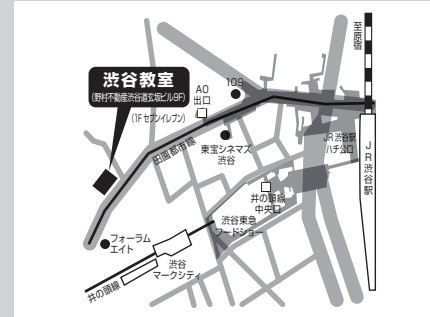 至原宿
109
A0
出口
渋谷教室
(野村不動産渋谷道玄坂ビル9F)
(1Fセブンイレブン)
田園都市線
東宝シネマズ
渋谷
JR渋谷駅
ハチ公口
JR渋谷駅
井の頭線
中央口
渋谷東急
フードショー
フォーラム
エイト
渋谷
マークシティ
井の頭線